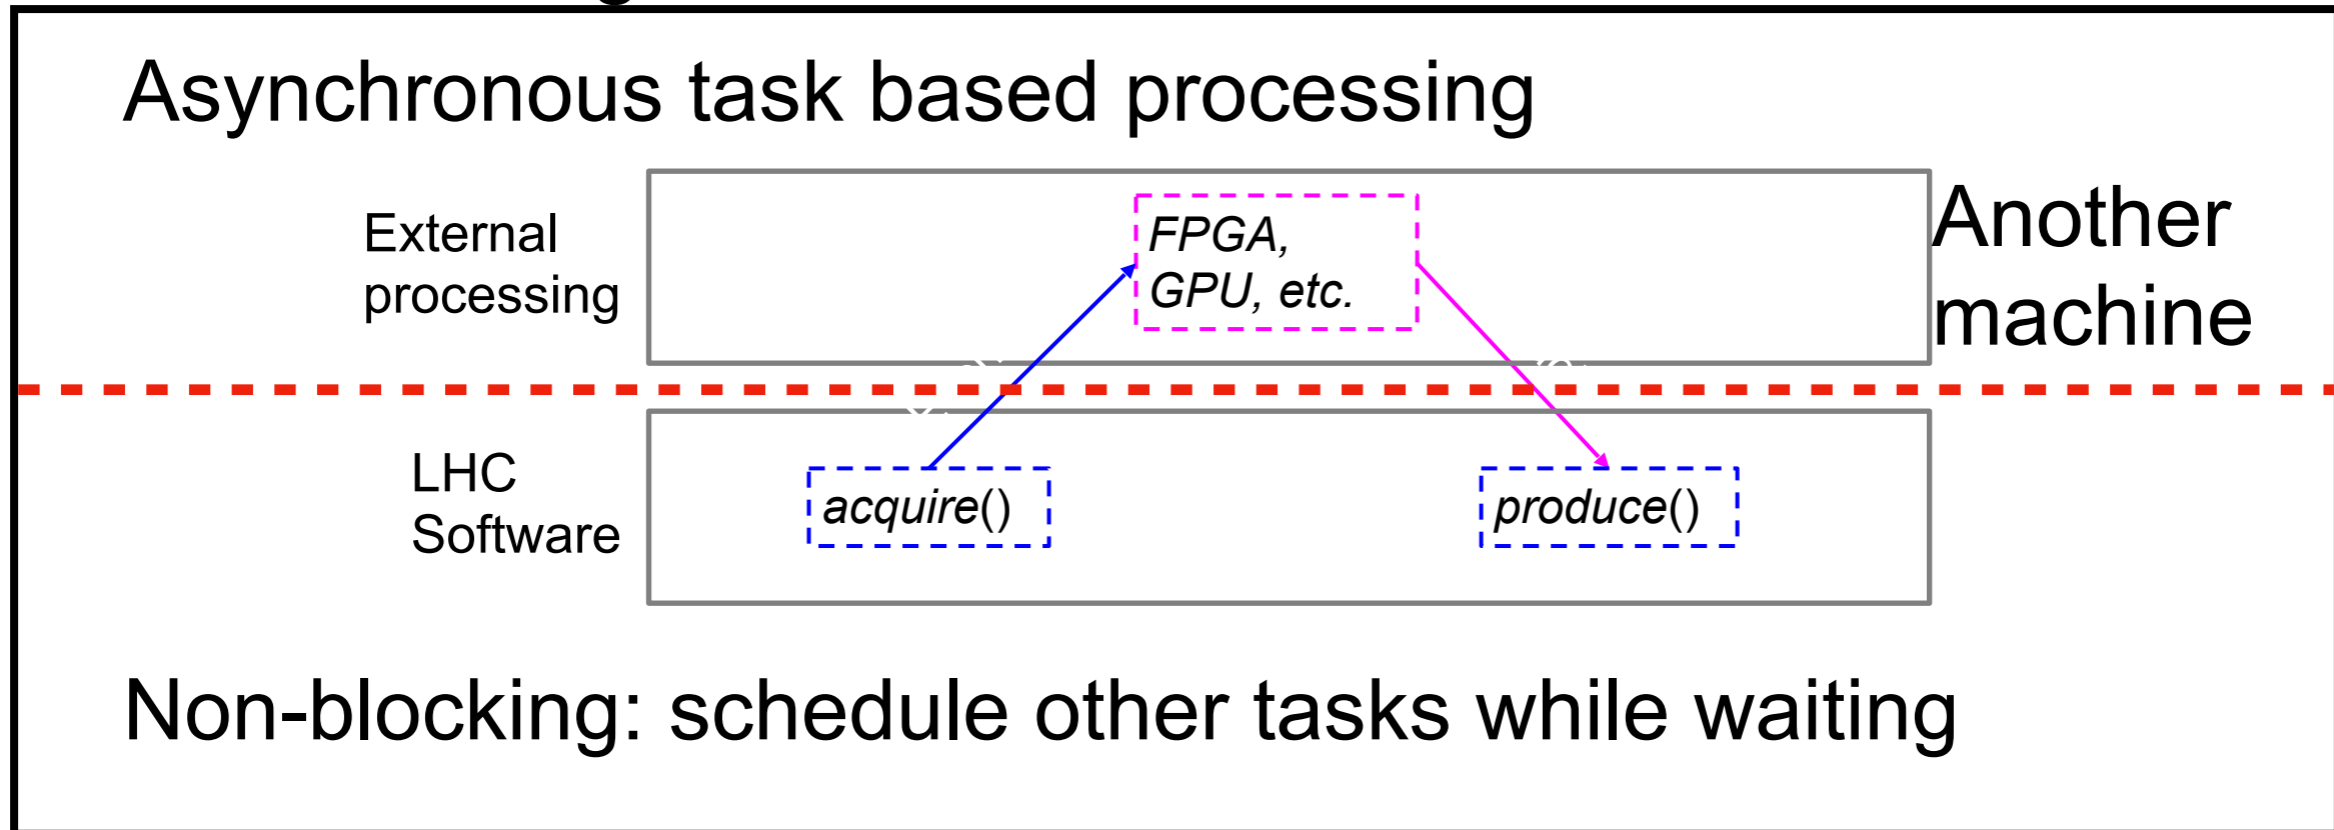 Asynchronous task based processing
External
processing
FPGA,
GPU, etc.
Another
machine
LHC
Software
acquire()
produce()
Non-blocking: schedule other tasks while waiting